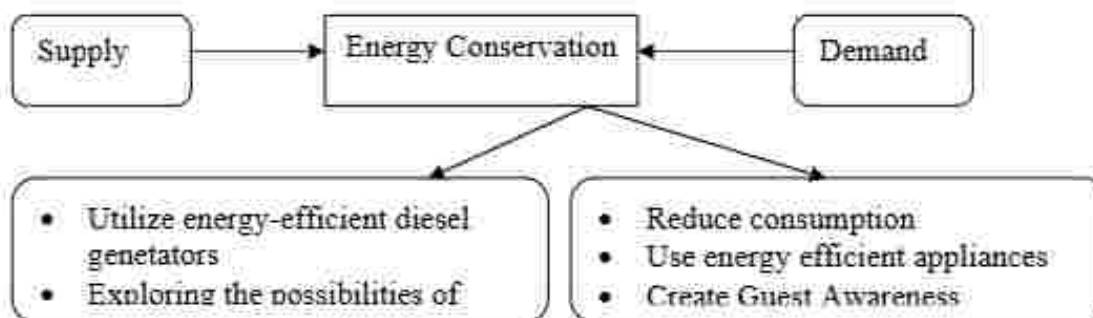 Supply
Energy Conservation
Demand
• Utilize energy-efficient diesel
genetators
• Exploring the possibilities of
• Reduce consumption
• Use energy efficient appliances
• Create Guest Awareness